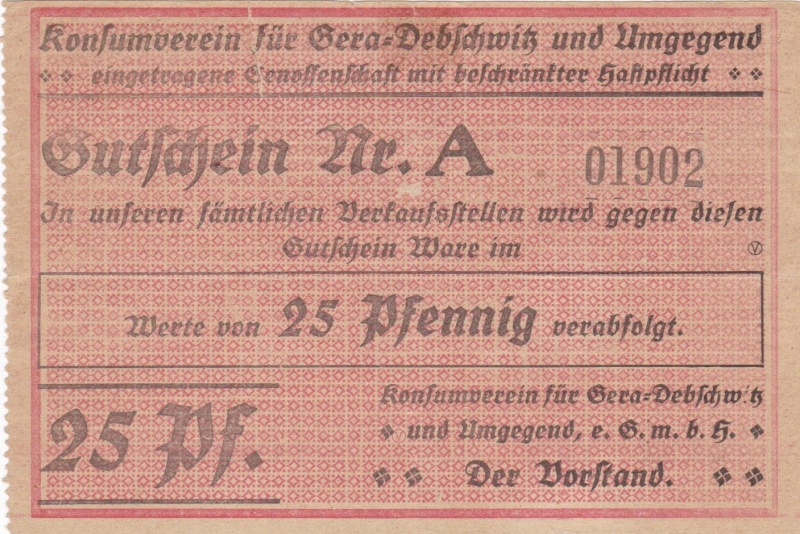 Konsumverein für Gera-Debschwitz und Umgegend
eingetragene Genossenschaft mit beschränkter Haftpflicht
Gutschein Nr. A 01902
In unseren sämtlichen Verkaufsstellen wird gegen diesen
Gutschein Ware im
V
Werte von 25 Pfennig verabfolgt.
25 Pf.
Konsumverein für Gera-Debschwitz
und Umgegend, e. G. m. b. H.
Der Vorstand.